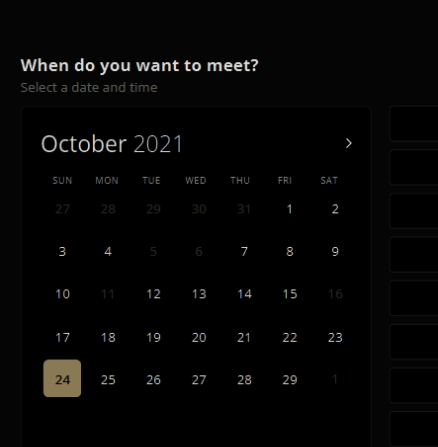 When do you want to meet?
Select a date and time
October 2021 >
SUN MON TUE WED THU FRI SAT
27 28 29 30 31 1 2
3 4 5 6 7 8 9
10 11 12 13 14 15 16
17 18 19 20 21 22 23
24 25 26 27 28 29 1